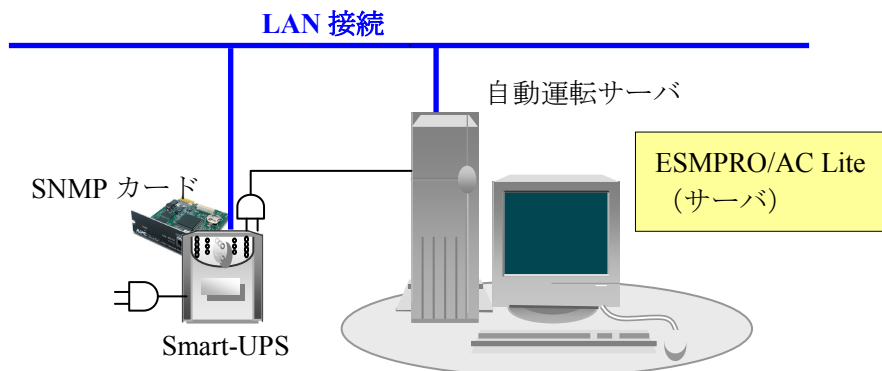 LAN 接続
自動運転サーバ
ESMPRO/AC Lite
（サーバ）
SNMP カード
Smart-UPS